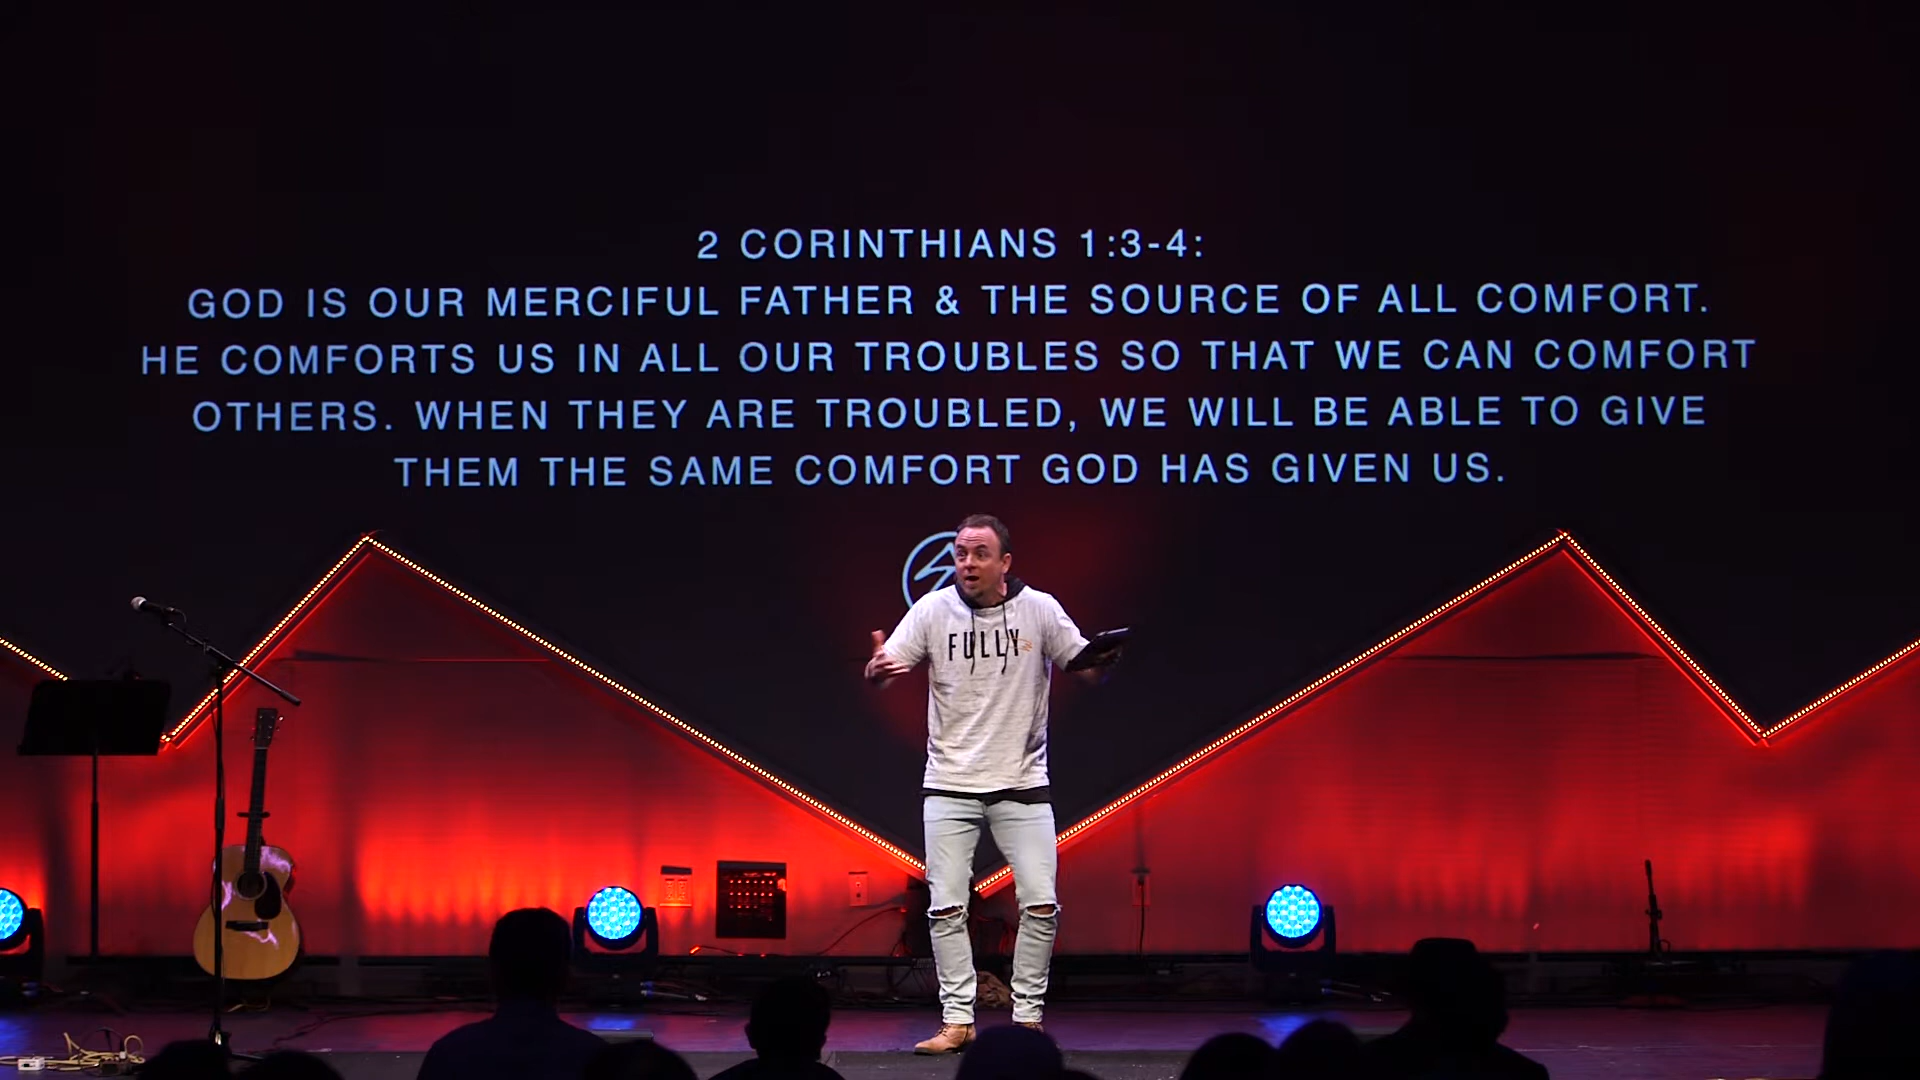 2 CORINTHIANS 1:3-4:
GOD IS OUR MERCIFUL FATHER & THE SOURCE OF ALL COMFORT.
HE COMFORTS US IN ALL OUR TROUBLES SO THAT WE CAN COMFORT
OTHERS. WHEN THEY ARE TROUBLED, WE WILL BE ABLE TO GIVE
THEM THE SAME COMFORT GOD HAS GIVEN US.
FULLY